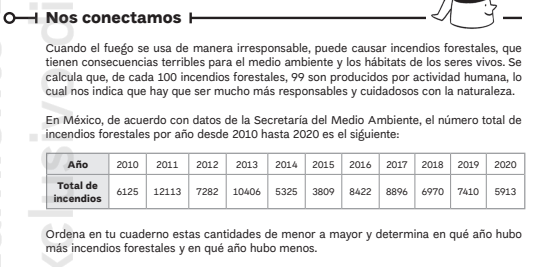 Nos conectamos
Cuando el fuego se usa de manera irresponsable, puede causar incendios forestales, que
tienen consecuencias terribles para el medio ambiente y los hábitats de los seres vivos. Se
calcula que, de cada 100 incendios forestales, 99 son producidos por actividad humana, lo
cual nos indica que hay que ser mucho más responsables y cuidadosos con la naturaleza.
En México, de acuerdo con datos de la Secretaría del Medio Ambiente, el número total de
incendios forestales por año desde 2010 hasta 2020 es el siguiente:
Año 2010 2011 2012 2013 2014 2015 2016 2017 2018 2019 2020
Total de incendios 6125 12113 7282 10406 5325 3809 8422 8896 6970 7410 5913
Ordena en tu cuaderno estas cantidades de menor a mayor y determina en qué año hubo
más incendios forestales y en qué año hubo menos.